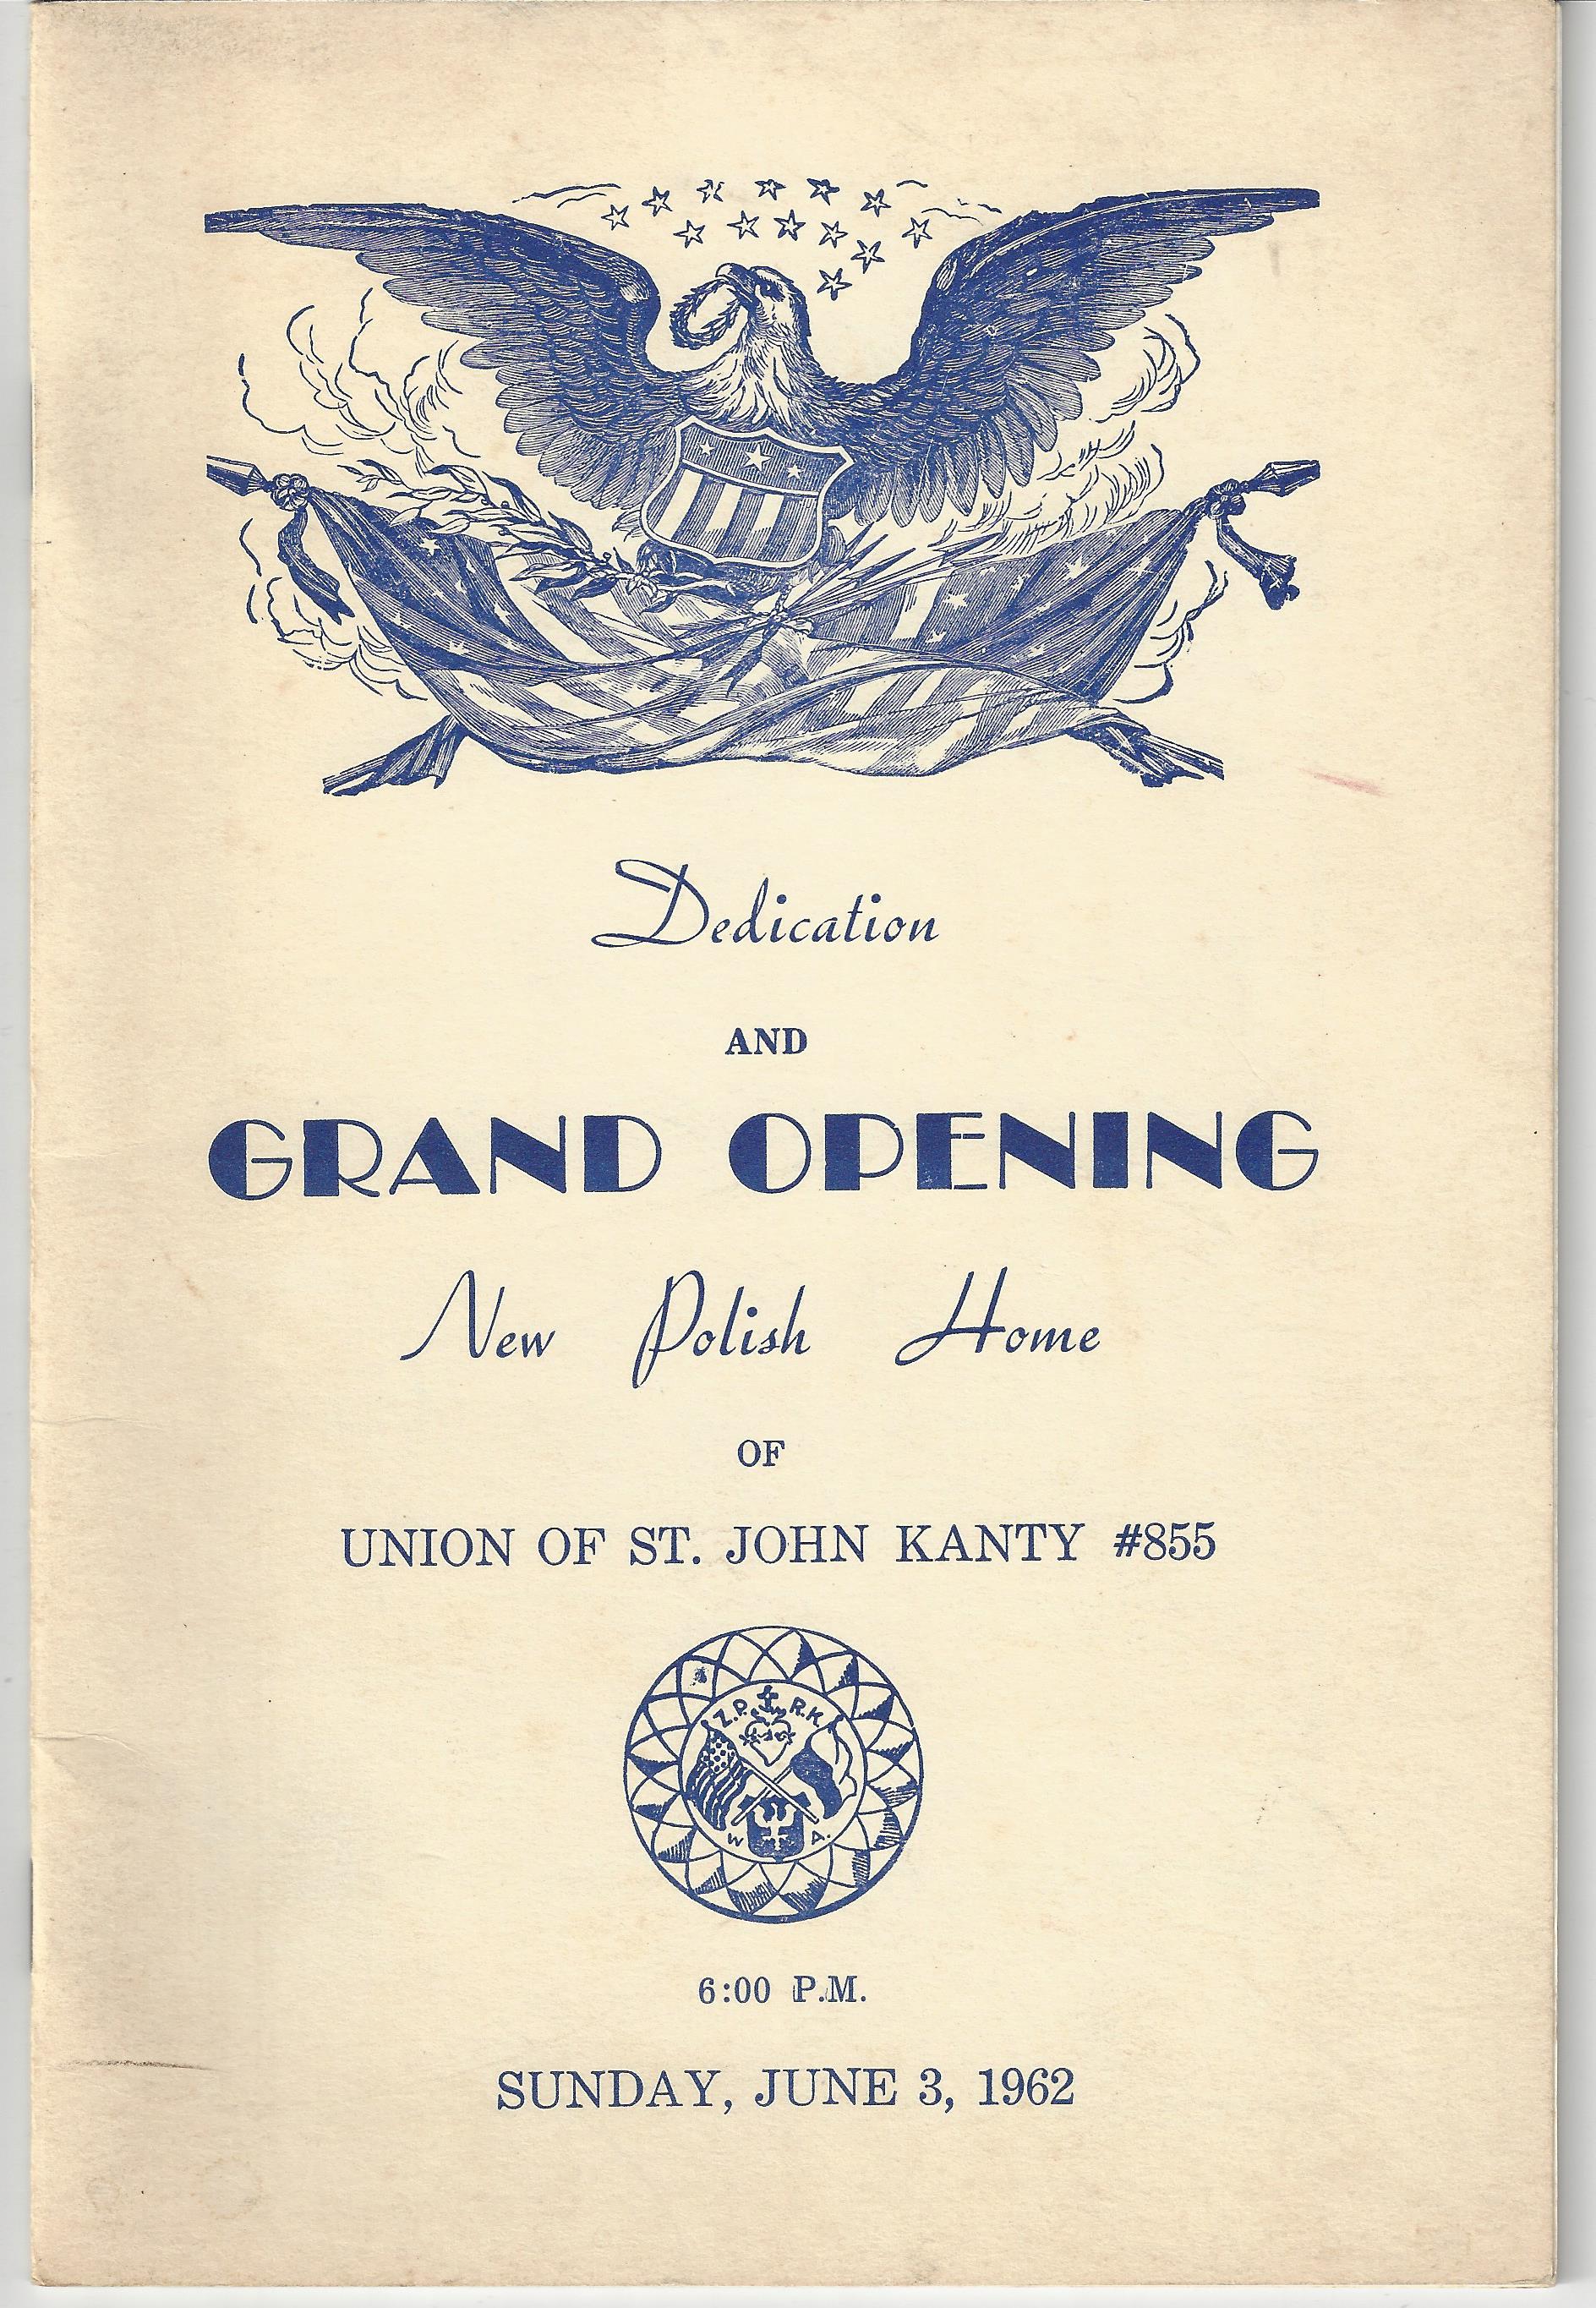 Dedication
AND
GRAND OPENING
New Polish Home
OF
UNION OF ST. JOHN KANTY #855
Z.P. R.K.
W A.
6:00 P.M.
SUNDAY, JUNE 3, 1962